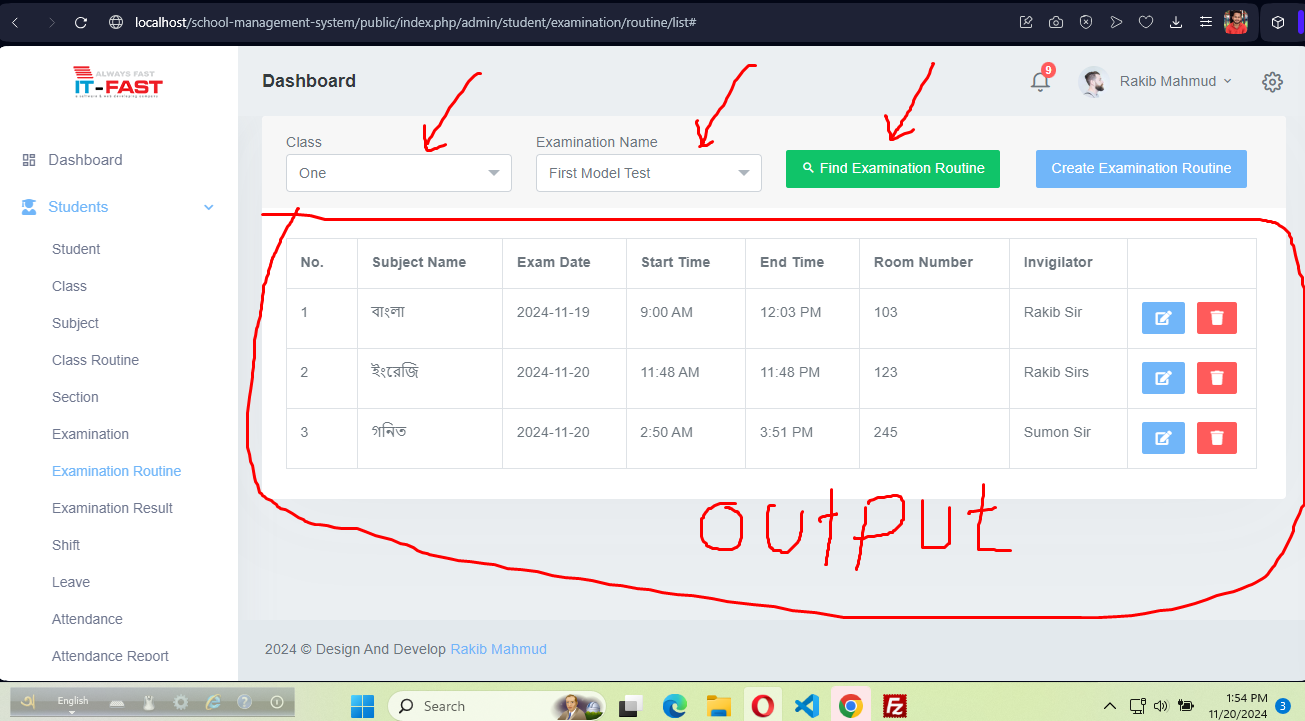 localhost/school-management-system/public/index.php/admin/student/examination/routine/list#
ALWAYS FAST
IT-FAST
Dashboard
9
Rakib Mahmud
Dashboard
Students
Student
Class
Subject
Class Routine
Section
Examination
Examination Routine
Examination Result
Shift
Leave
Attendance
Attendance Report
Class
Examination Name
One
First Model Test
Find Examination Routine
Create Examination Routine
No. Subject Name Exam Date Start Time End Time Room Number Invigilator
1 বাংলা 2024-11-19 9:00 AM 12:03 PM 103 Rakib Sir
2 ইংরেজি 2024-11-20 11:48 AM 11:48 PM 123 Rakib Sirs
3 গনিত 2024-11-20 2:50 AM 3:51 PM 245 Sumon Sir
output
2024 © Design And Develop Rakib Mahmud
English
Search
1:54 PM
11/20/2024
3